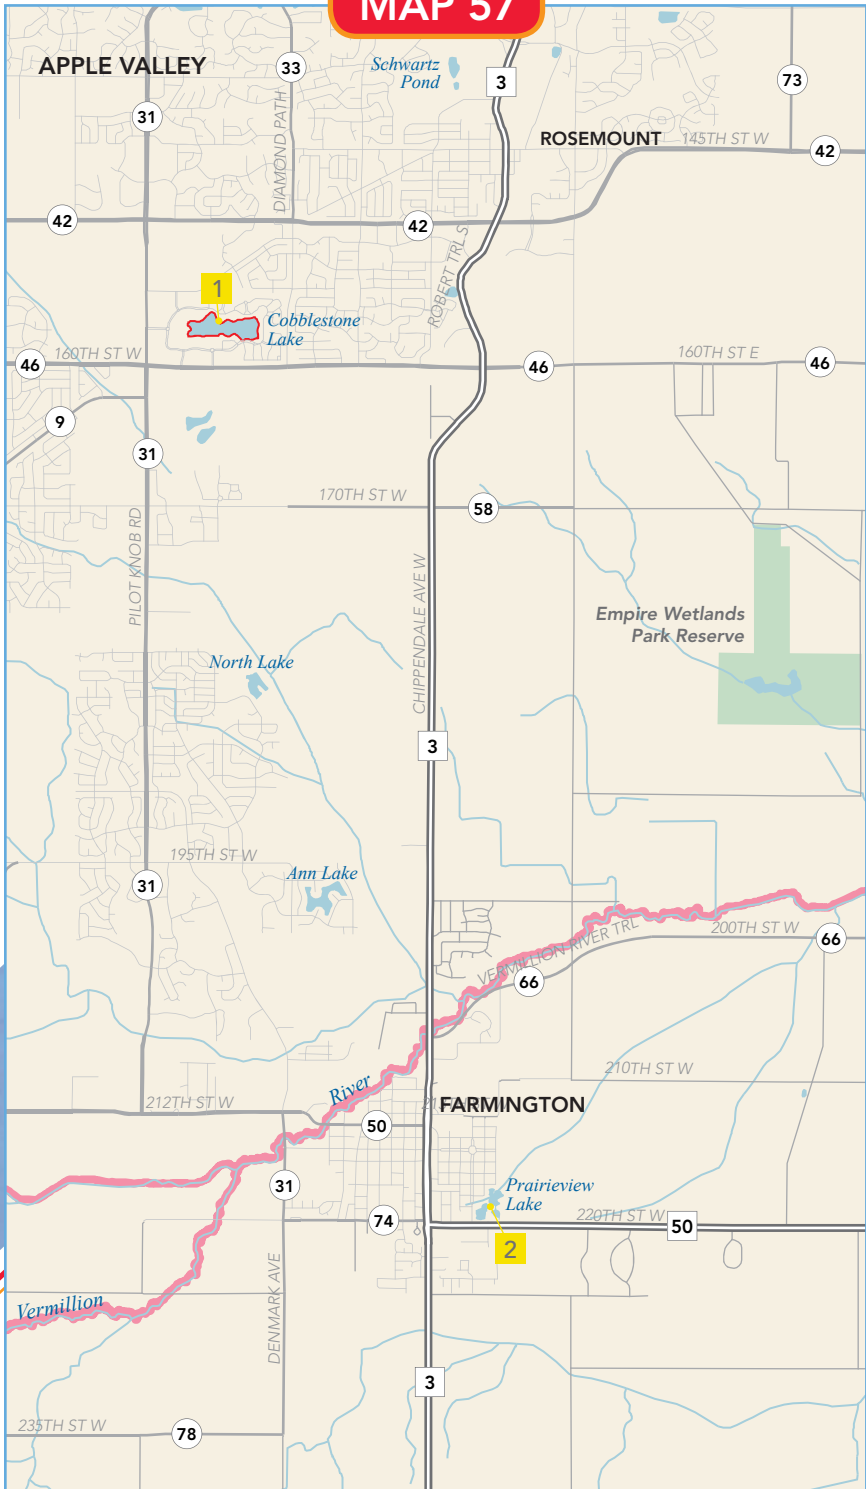 MAP 57
APPLE VALLEY
33
Schwartz
Pond
3
73
31
DIAMOND PATH
ROSEMOUNT
145TH ST W
42
42
42
ROBERT TRL S
1
Cobblestone
Lake
46
160TH ST W
46
160TH ST E
46
9
31
170TH ST W
58
PILOT KNOB RD
CHIPPENDALE AVE W
Empire Wetlands
Park Reserve
North Lake
3
195TH ST W
31
Ann Lake
VERMILLION RIVER TRL
200TH ST W
66
66
210TH ST W
River
212TH ST W
FARMINGTON
50
31
Prairieview
Lake
74
220TH ST W
50
2
DENMARK AVE
Vermillion
3
235TH ST W
78